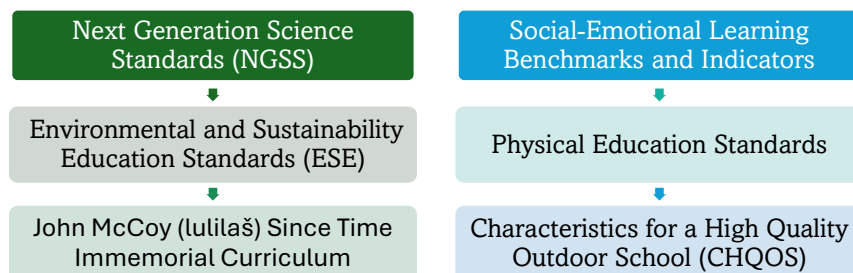 Next Generation Science
Standards (NGSS)
Environmental and Sustainability
Education Standards (ESE)
John McCoy (lulilaš) Since Time
Immemorial Curriculum
Social-Emotional Learning
Benchmarks and Indicators
Physical Education Standards
Characteristics for a High Quality
Outdoor School (CHQOS)